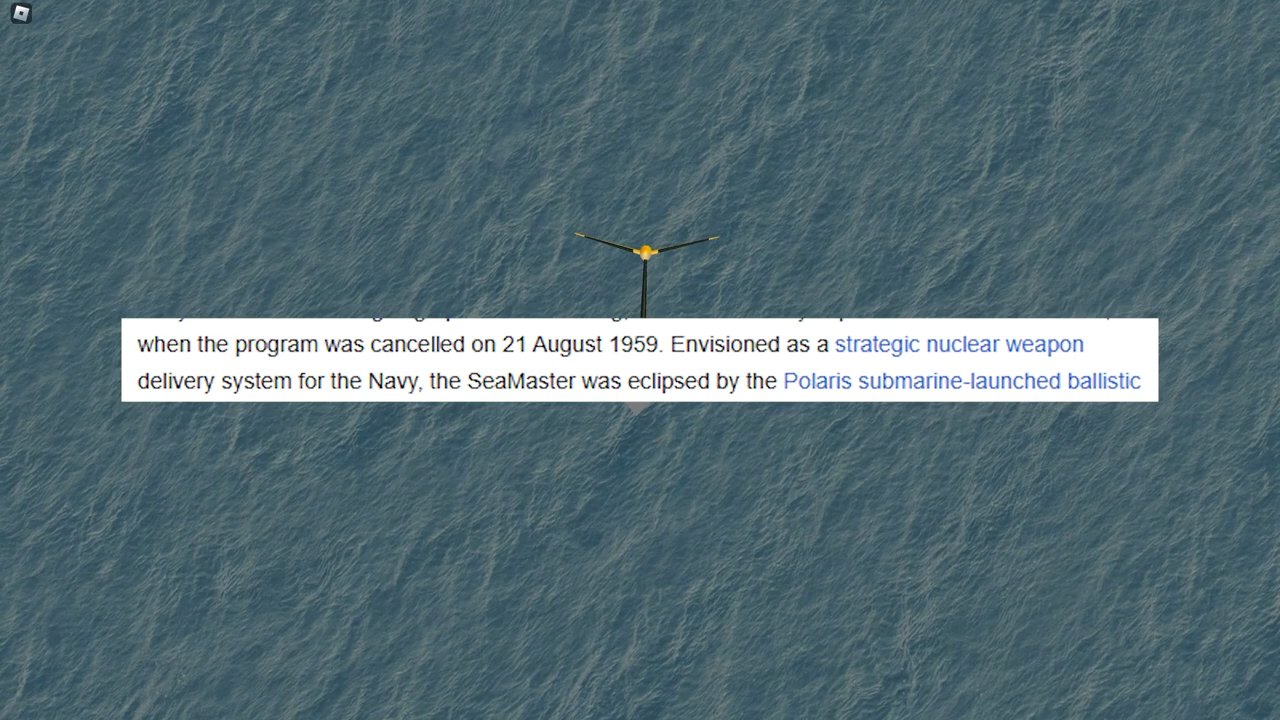 when the program was cancelled on 21 August 1959. Envisioned as a strategic nuclear weapon
delivery system for the Navy, the SeaMaster was eclipsed by the Polaris submarine-launched ballistic